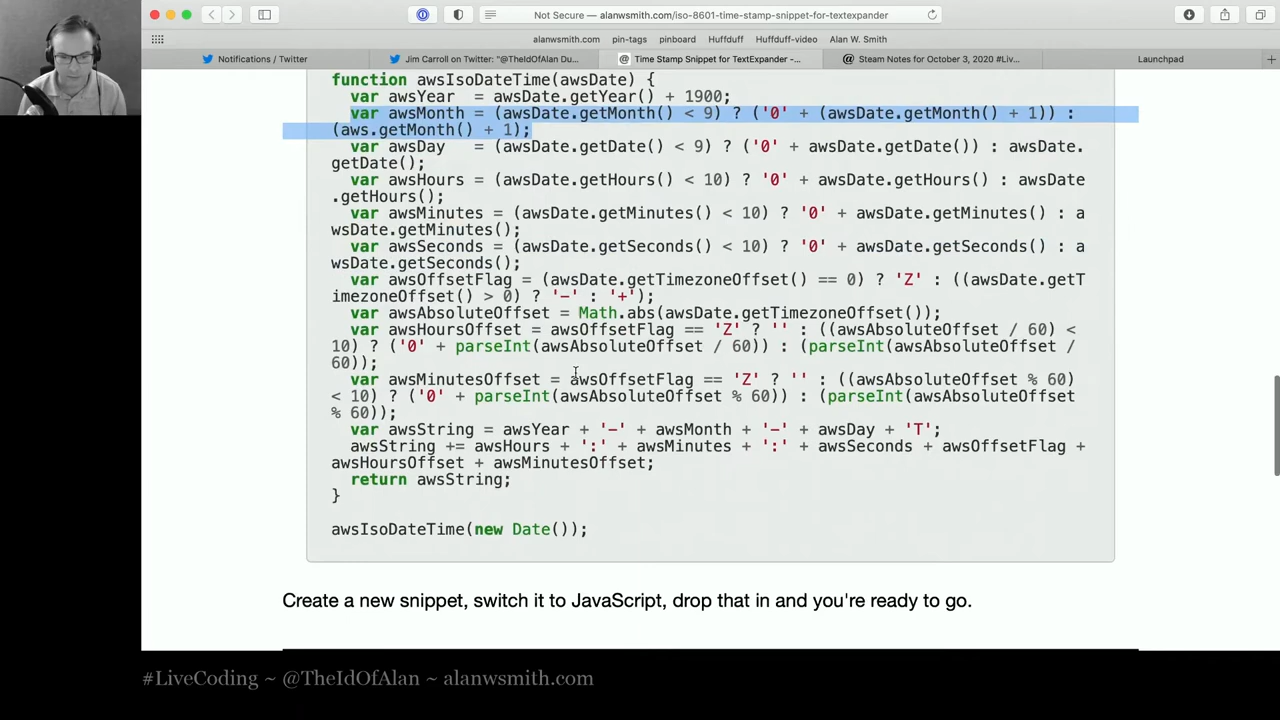 Not Secure — alanwsmith.com/iso-8601-time-stamp-snippet-for-textexpander
alanwsmith.com pin-tags pinboard Huffduff Huffduff-video Alan W. Smith
Notifications / Twitter
Jim Carroll on Twitter: "@TheIdOfAlan Du...
@ Time Stamp Snippet for TextExpander -...
@ Steam Notes for October 3, 2020 #Liv...
Launchpad
function awsIsoDateTime(awsDate) {
var awsYear = awsDate.getYear() + 1900;
var awsMonth = (awsDate.getMonth() < 9) ? ('0' + (awsDate.getMonth() + 1)) :
(aws.getMonth() + 1);
var awsDay = (awsDate.getDate() < 9) ? ('0' + awsDate.getDate()) : awsDate.
getDate();
var awsHours = (awsDate.getHours() < 10) ? '0' + awsDate.getHours() : awsDate
.getHours();
var awsMinutes = (awsDate.getMinutes() < 10) ? '0' + awsDate.getMinutes() : a
wsDate.getMinutes();
var awsSeconds = (awsDate.getSeconds() < 10) ? '0' + awsDate.getSeconds() : a
wsDate.getSeconds();
var awsOffsetFlag = (awsDate.getTimezoneOffset() == 0) ? 'Z' : ((awsDate.getT
imezoneOffset() > 0) ? '-' : '+');
var awsAbsoluteOffset = Math.abs(awsDate.getTimezoneOffset());
var awsHoursOffset = awsOffsetFlag == 'Z' ? '' : ((awsAbsoluteOffset / 60) <
10) ? ('0' + parseInt(awsAbsoluteOffset / 60)) : (parseInt(awsAbsoluteOffset /
60));
var awsMinutesOffset = awsOffsetFlag == 'Z' ? '' : ((awsAbsoluteOffset % 60)
< 10) ? ('0' + parseInt(awsAbsoluteOffset % 60)) : (parseInt(awsAbsoluteOffset
% 60));
var awsString = awsYear + '-' + awsMonth + '-' + awsDay + 'T';
awsString += awsHours + ':' + awsMinutes + ':' + awsSeconds + awsOffsetFlag +
awsHoursOffset + awsMinutesOffset;
return awsString;
}
awsIsoDateTime(new Date());
Create a new snippet, switch it to JavaScript, drop that in and you're ready to go.
#LiveCoding ~ @TheIdOfAlan ~ alanwsmith.com